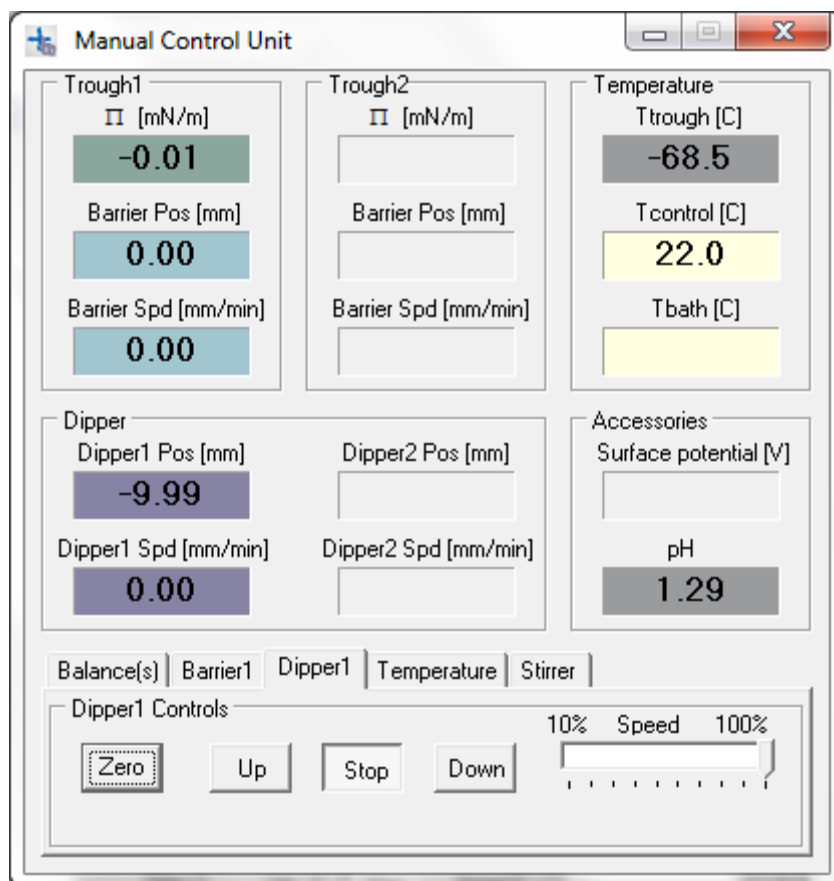 Manual Control Unit
Trough1
Π [mN/m]
-0.01
Barrier Pos [mm]
0.00
Barrier Spd [mm/min]
0.00
Trough2
Π [mN/m]
Barrier Pos [mm]
Barrier Spd [mm/min]
Temperature
Ttrough [C]
-68.5
Tcontrol [C]
22.0
Tbath [C]
Dipper
Dipper1 Pos [mm]
-9.99
Dipper1 Spd [mm/min]
0.00
Dipper2 Pos [mm]
Dipper2 Spd [mm/min]
Accessories
Surface potential [V]
pH
1.29
Balance(s) Barrier1 Dipper1 Temperature Stirrer
Dipper1 Controls
10% Speed 100%
Zero Up Stop Down